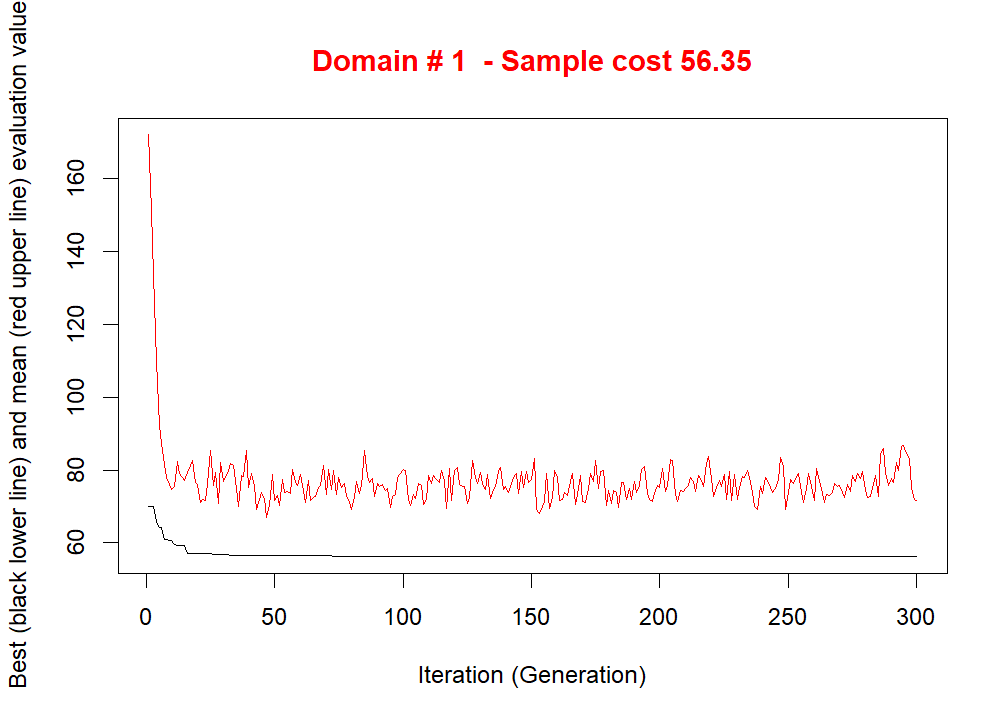 Domain # 1  - Sample cost 56.35
Best (black lower line) and mean (red upper line) evaluation value
160
140
120
100
80
60
0 50 100 150 200 250 300
Iteration (Generation)